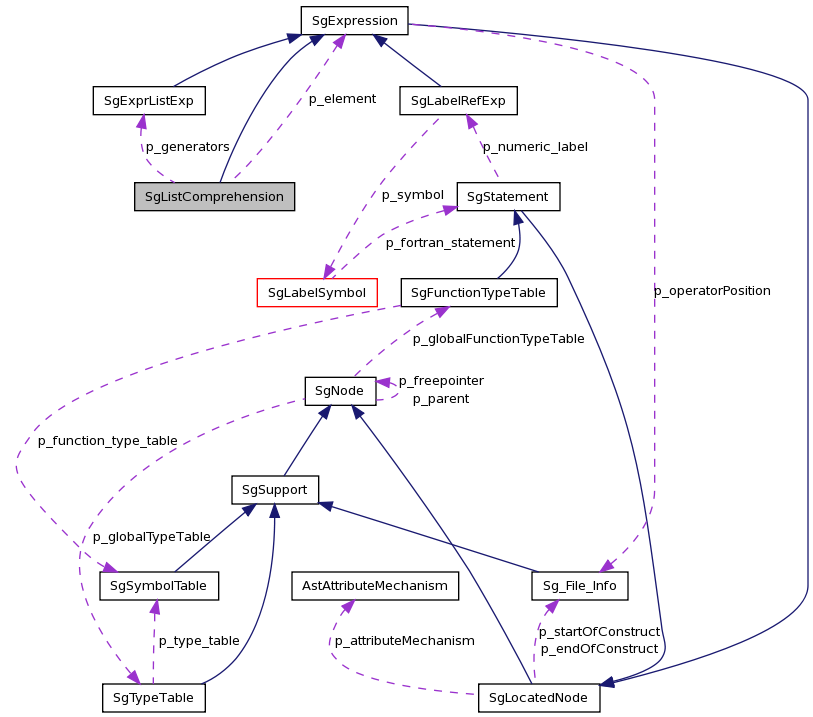 SgExpression
SgExprListExp
p_element
SgLabelRefExp
p_generators
p_numeric_label
SgListComprehension
p_symbol
SgStatement
p_fortran_statement
SgLabelSymbol
SgFunctionTypeTable
p_operatorPosition
p_globalFunctionTypeTable
SgNode
p_freepointer
p_parent
p_function_type_table
SgSupport
p_globalTypeTable
SgSymbolTable
AstAttributeMechanism
Sg_File_Info
p_type_table
p_attributeMechanism
p_startOfConstruct
p_endOfConstruct
SgTypeTable
SgLocatedNode